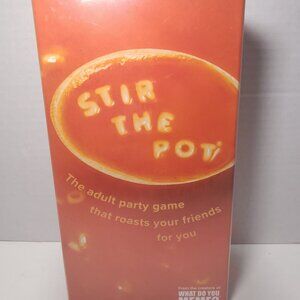 STIR
THE
POT
The adult party game
that roasts your friends
for you
From the creators of
WHAT DO YOU
MEME?